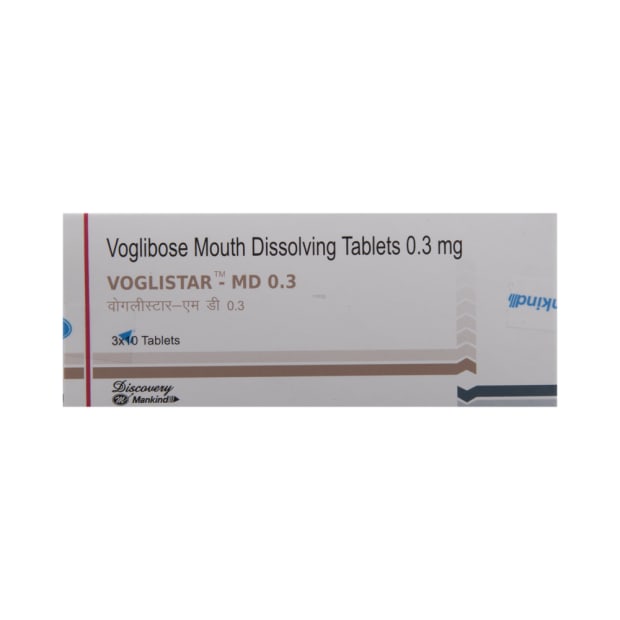 Voglibose Mouth Dissolving Tablets 0.3 mg
VOGLISTAR™- MD 0.3
वोगलीस्टार–एम डी 0.3
3x10 Tablets
Discovery
M Mankind